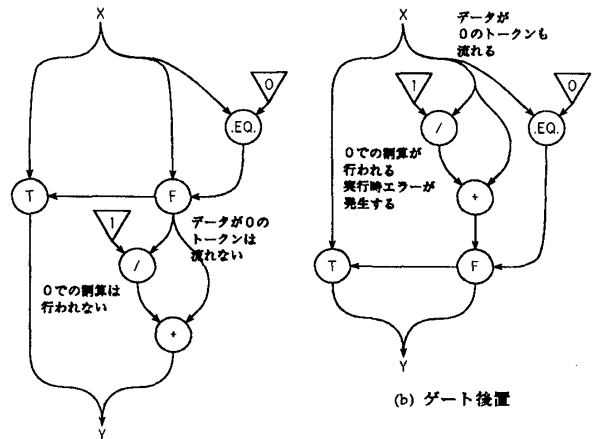 X
0
.EQ.
T
F
1
データが0の
トークンは
流れない
/
0での割算は
行われない
+
Y
X
データが
0のトークンも
流れる
1
0
/
.EQ.
0での割算が
行われる
実行時エラーが
発生する
+
T
F
Y
(b) ゲート後置